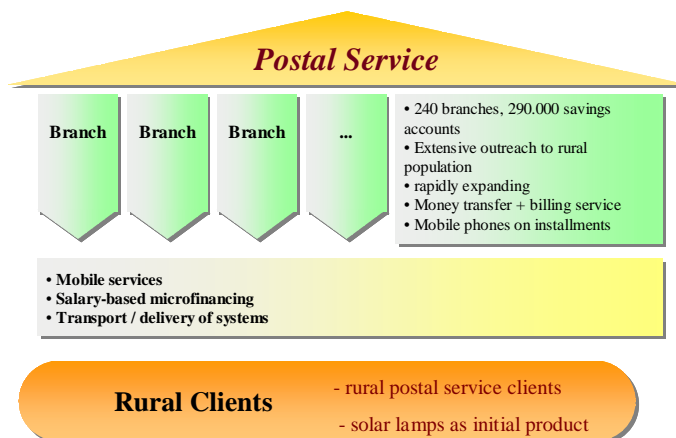 Postal Service
Branch
Branch
Branch
...
• 240 branches, 290.000 savings
accounts
• Extensive outreach to rural
population
• rapidly expanding
• Money transfer + billing service
• Mobile phones on installments
• Mobile services
• Salary-based microfinancing
• Transport / delivery of systems
Rural Clients
- rural postal service clients
- solar lamps as initial product